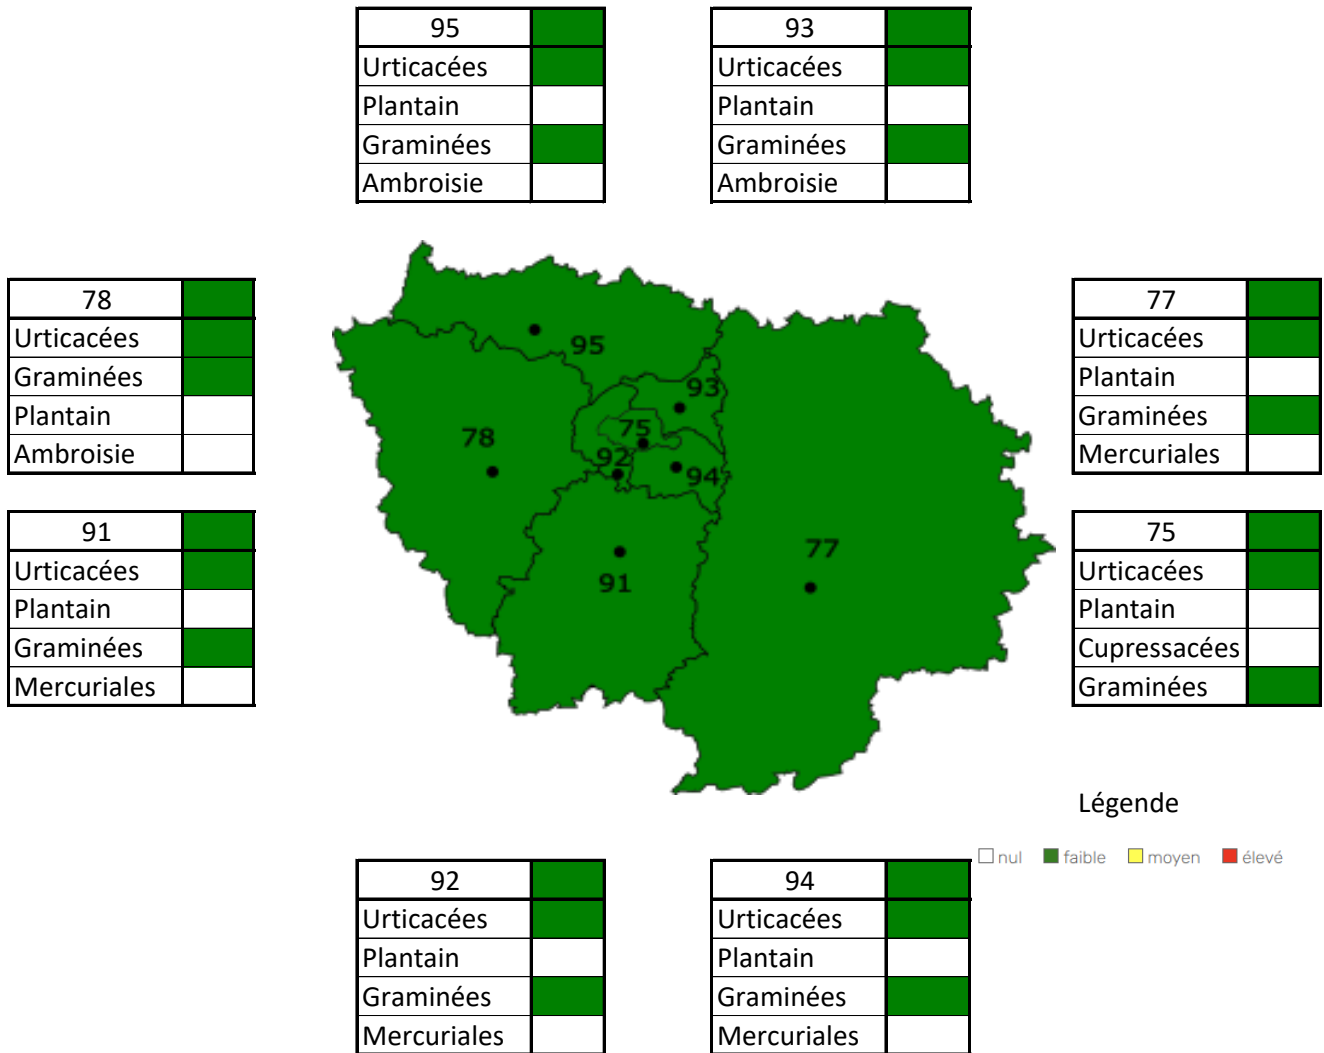 95
Urticacées
Plantain
Graminées
Ambroisie
93
Urticacées
Plantain
Graminées
Ambroisie
78
Urticacées
Graminées
Plantain
Ambroisie
91
Urticacées
Plantain
Graminées
Mercuriales
95
93
75
78
92
94
77
91
77
Urticacées
Plantain
Graminées
Mercuriales
75
Urticacées
Plantain
Cupressacées
Graminées
Légende
nul faible moyen élevé
92
Urticacées
Plantain
Graminées
Mercuriales
94
Urticacées
Plantain
Graminées
Mercuriales